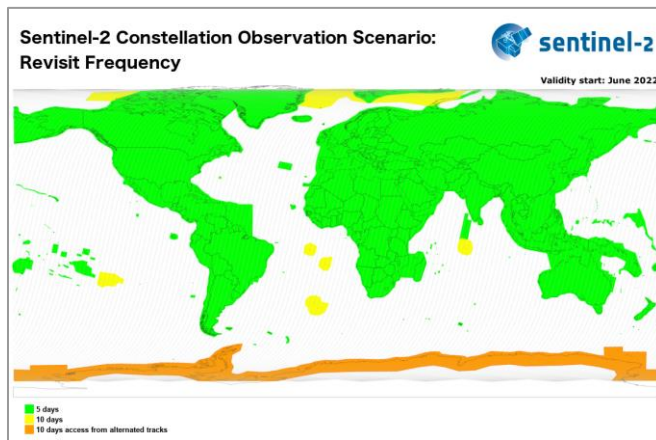 Sentinel-2 Constellation Observation Scenario:
Revisit Frequency
sentinel-2
Validity start: June 2022
5 days
10 days
10 days access from alternated tracks